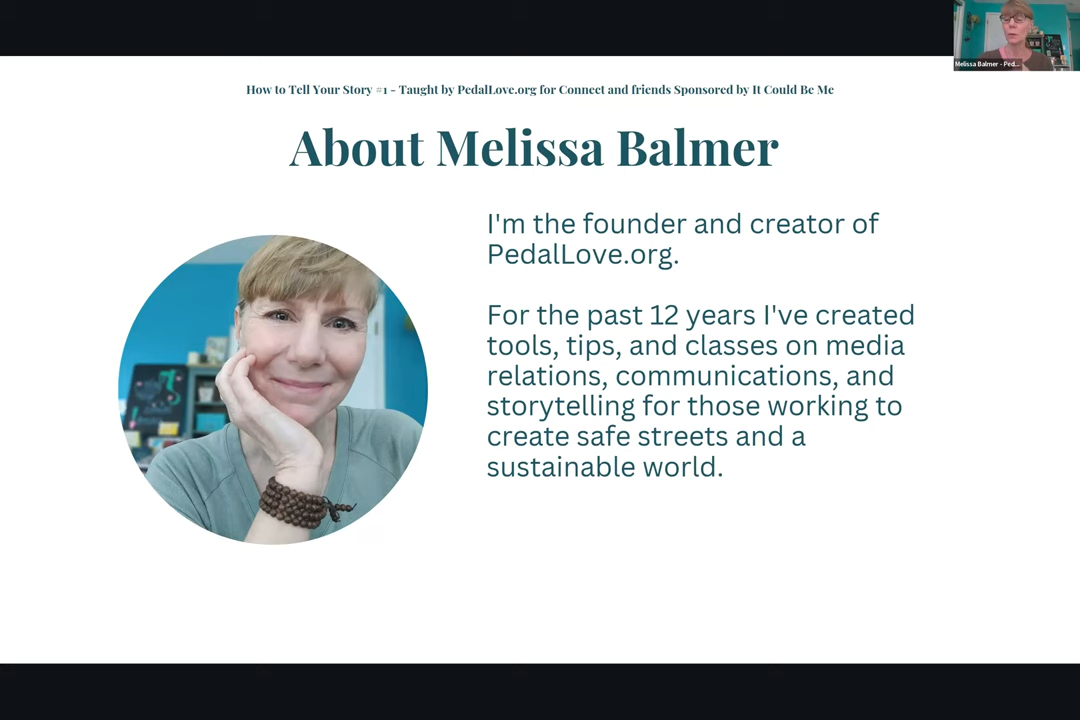 Melissa Balmer - Ped...
How to Tell Your Story #1 - Taught by PedalLove.org for Connect and friends Sponsored by It Could Be Me
About Melissa Balmer
I'm the founder and creator of
PedalLove.org.
For the past 12 years I've created
tools, tips, and classes on media
relations, communications, and
storytelling for those working to
create safe streets and a
sustainable world.